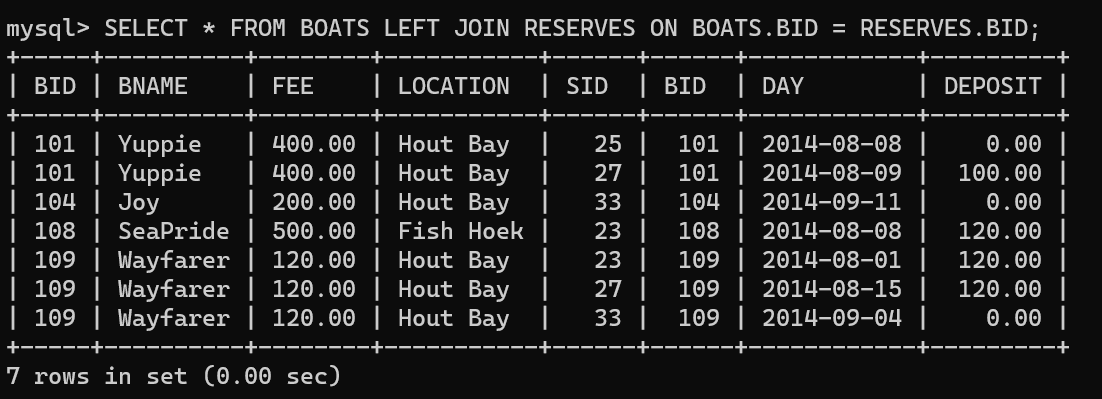 mysql> SELECT * FROM BOATS LEFT JOIN RESERVES ON BOATS.BID = RESERVES.BID;
+-----+----------+--------+-----------+-----+-----+------------+---------+
| BID | BNAME    | FEE    | LOCATION  | SID | BID | DAY        | DEPOSIT |
+-----+----------+--------+-----------+-----+-----+------------+---------+
| 101 | Yuppie   | 400.00 | Hout Bay  |  25 | 101 | 2014-08-08 |    0.00 |
| 101 | Yuppie   | 400.00 | Hout Bay  |  27 | 101 | 2014-08-09 |  100.00 |
| 104 | Joy      | 200.00 | Hout Bay  |  33 | 104 | 2014-09-11 |    0.00 |
| 108 | SeaPride | 500.00 | Fish Hoek |  23 | 108 | 2014-08-08 |  120.00 |
| 109 | Wayfarer | 120.00 | Hout Bay  |  23 | 109 | 2014-08-01 |  120.00 |
| 109 | Wayfarer | 120.00 | Hout Bay  |  27 | 109 | 2014-08-15 |  120.00 |
| 109 | Wayfarer | 120.00 | Hout Bay  |  33 | 109 | 2014-09-04 |    0.00 |
+-----+----------+--------+-----------+-----+-----+------------+---------+
7 rows in set (0.00 sec)